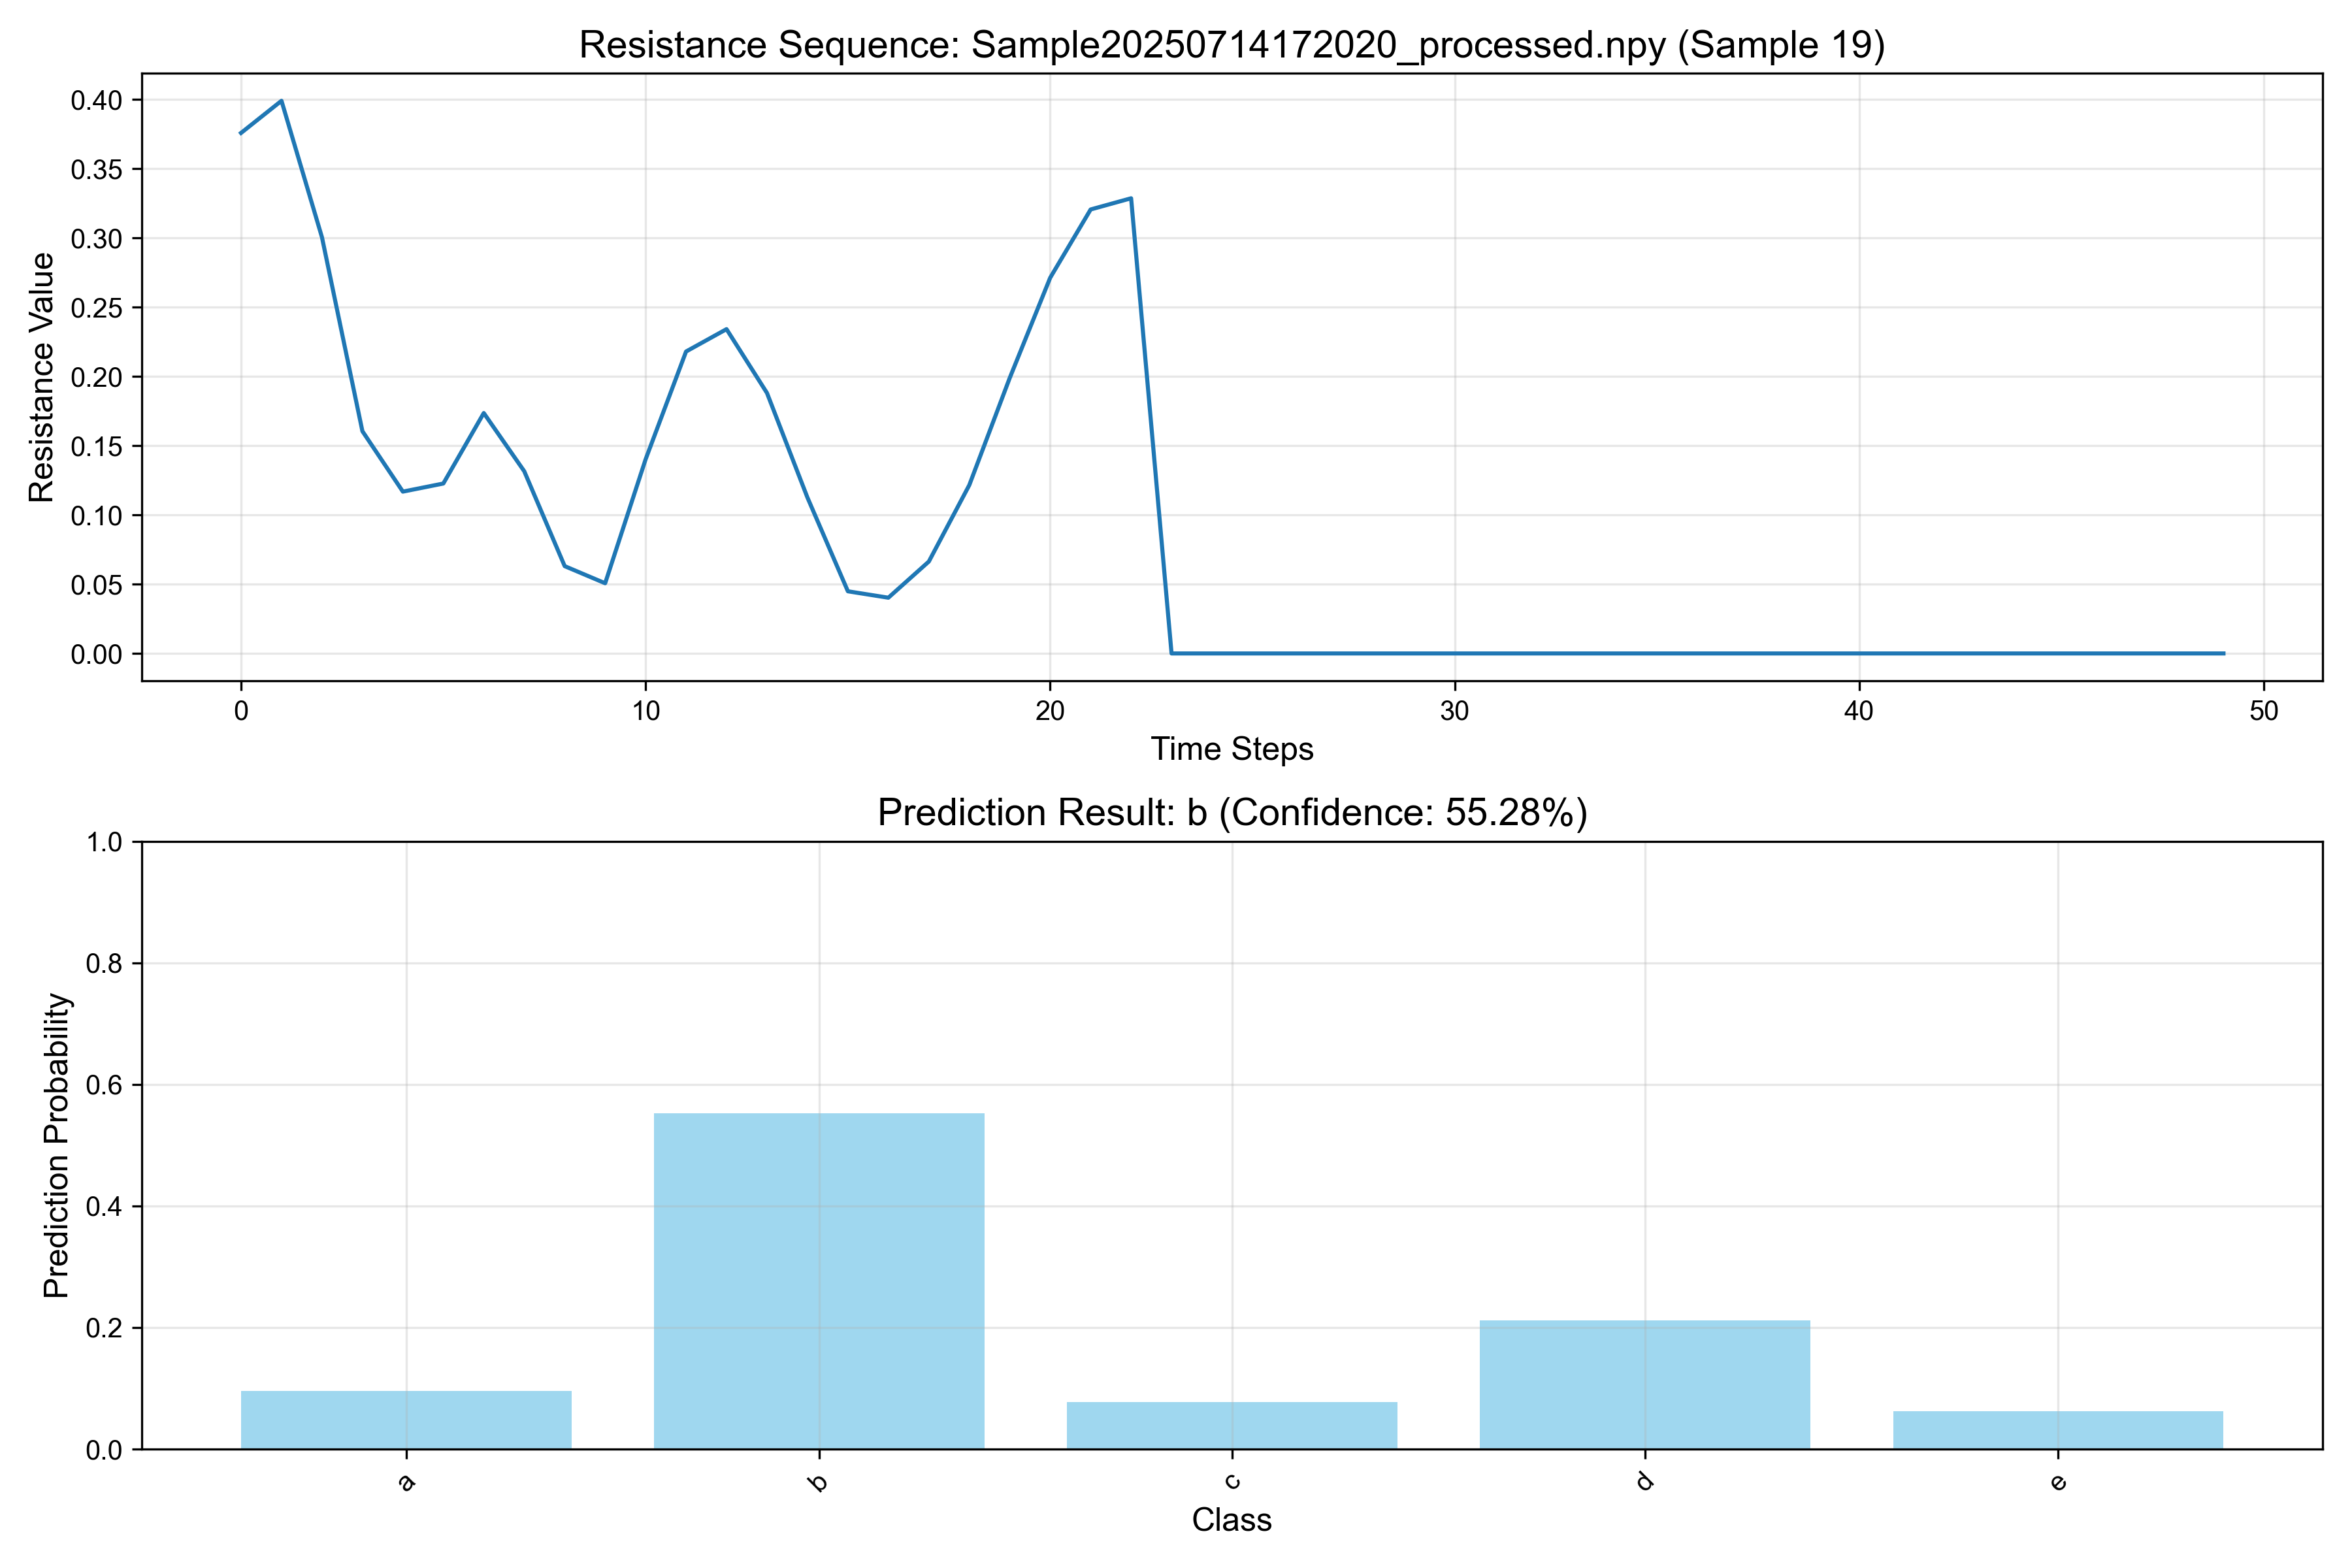 Resistance Sequence: Sample20250714172020_processed.npy (Sample 19)
Resistance Value
0.40
0.35
0.30
0.25
0.20
0.15
0.10
0.05
0.00
0 10 20 30 40 50
Time Steps
Prediction Result: b (Confidence: 55.28%)
Prediction Probability
1.0
0.8
0.6
0.4
0.2
0.0
a b c d e
Class